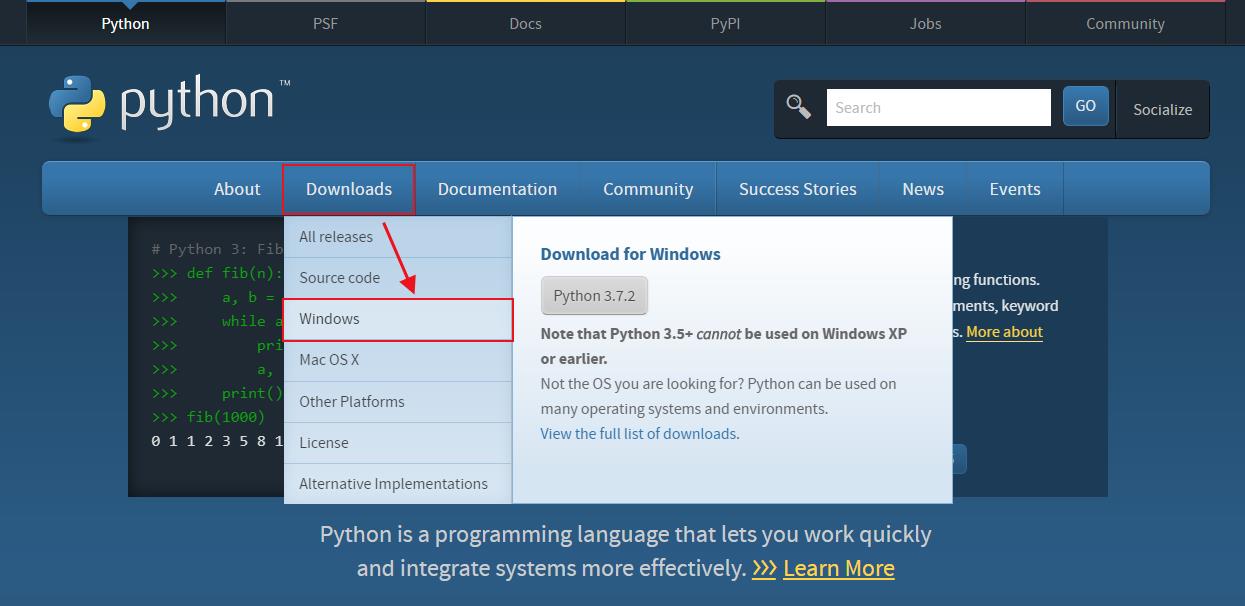 Python PSF Docs PyPI Jobs Community
python™
Search GO Socialize
About Downloads Documentation Community Success Stories News Events
All releases
Source code
Windows
Mac OS X
Other Platforms
License
Alternative Implementations
Download for Windows
Python 3.7.2
Note that Python 3.5+ cannot be used on Windows XP
or earlier.
Not the OS you are looking for? Python can be used on
many operating systems and environments.
View the full list of downloads.
# Python 3: Fib
>>> def fib(n):
>>> a, b =
>>> while a
>>> pri
>>> a,
>>> print()
>>> fib(1000)
0 1 1 2 3 5 8 1
ng functions.
ments, keyword
s. More about
Python is a programming language that lets you work quickly
and integrate systems more effectively. >>> Learn More